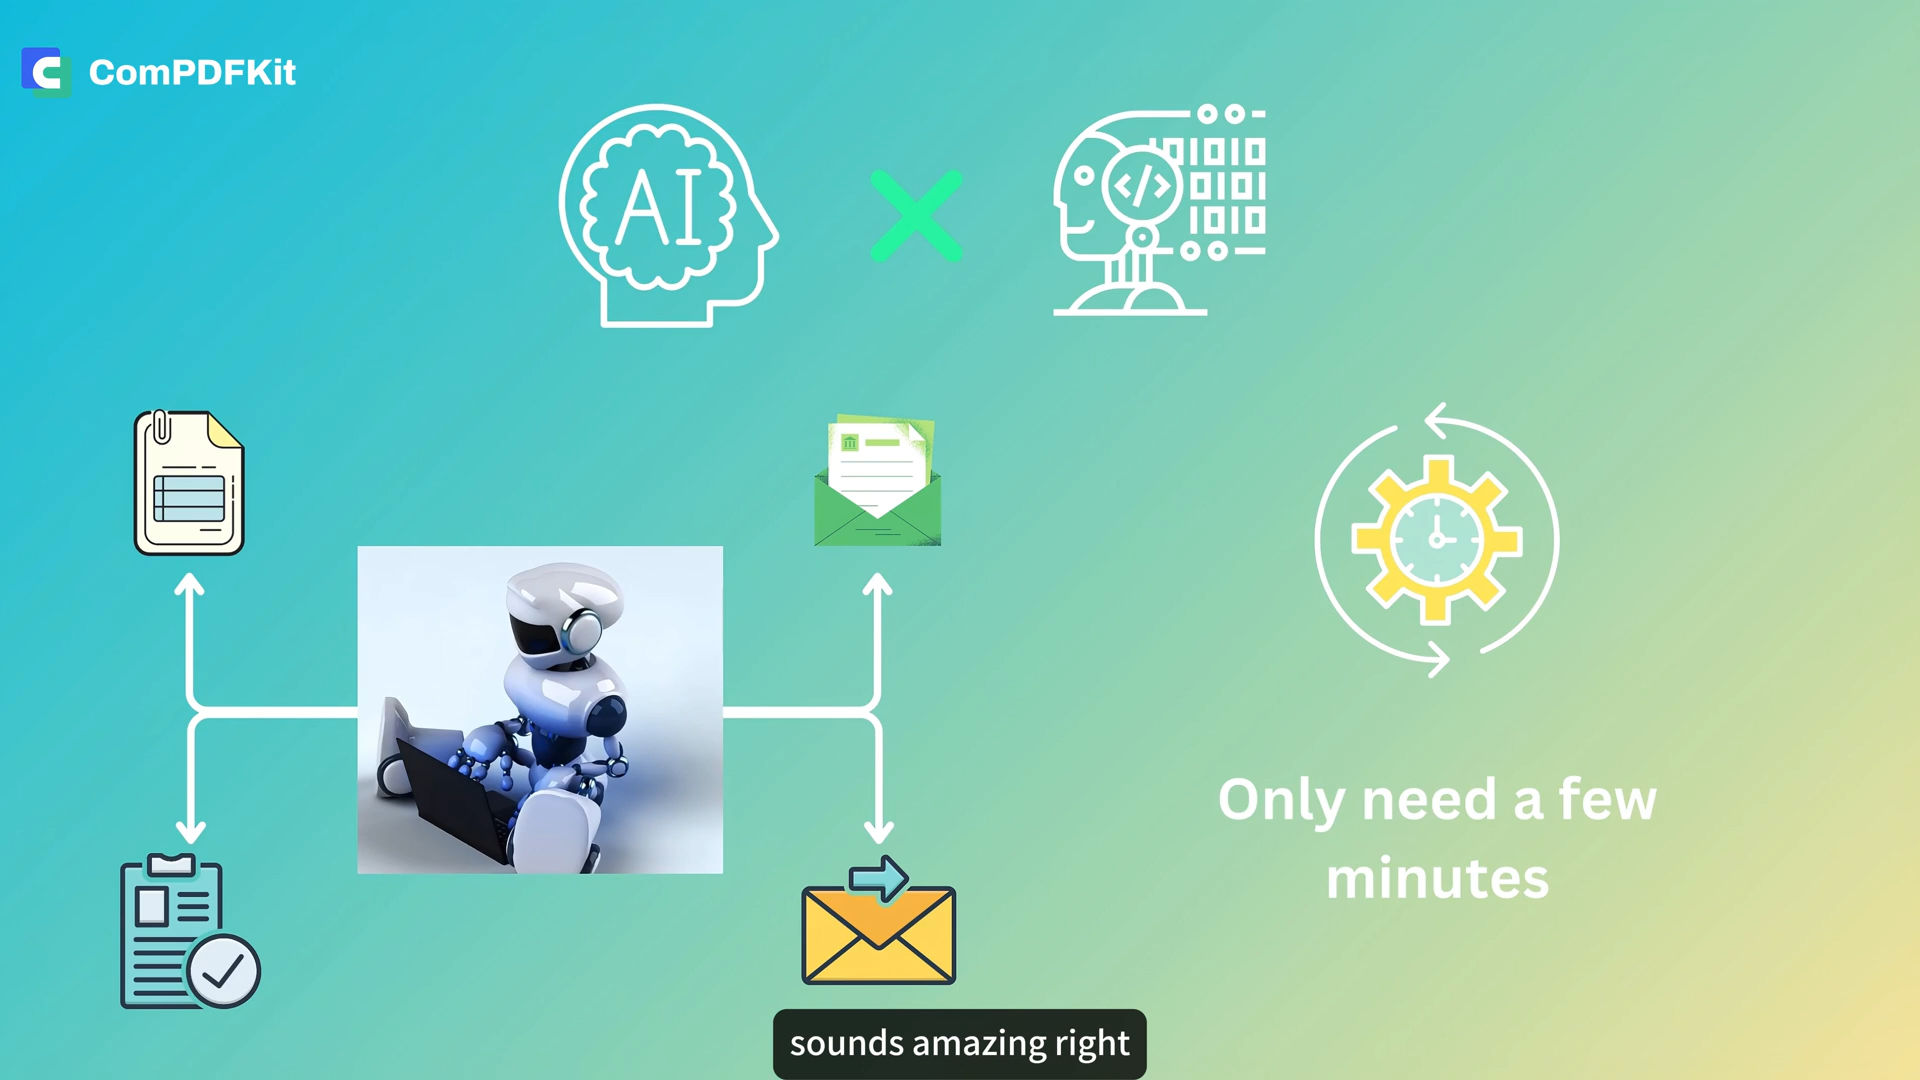 ComPDFKit
AI
</>
Only need a few
minutes
sounds amazing right